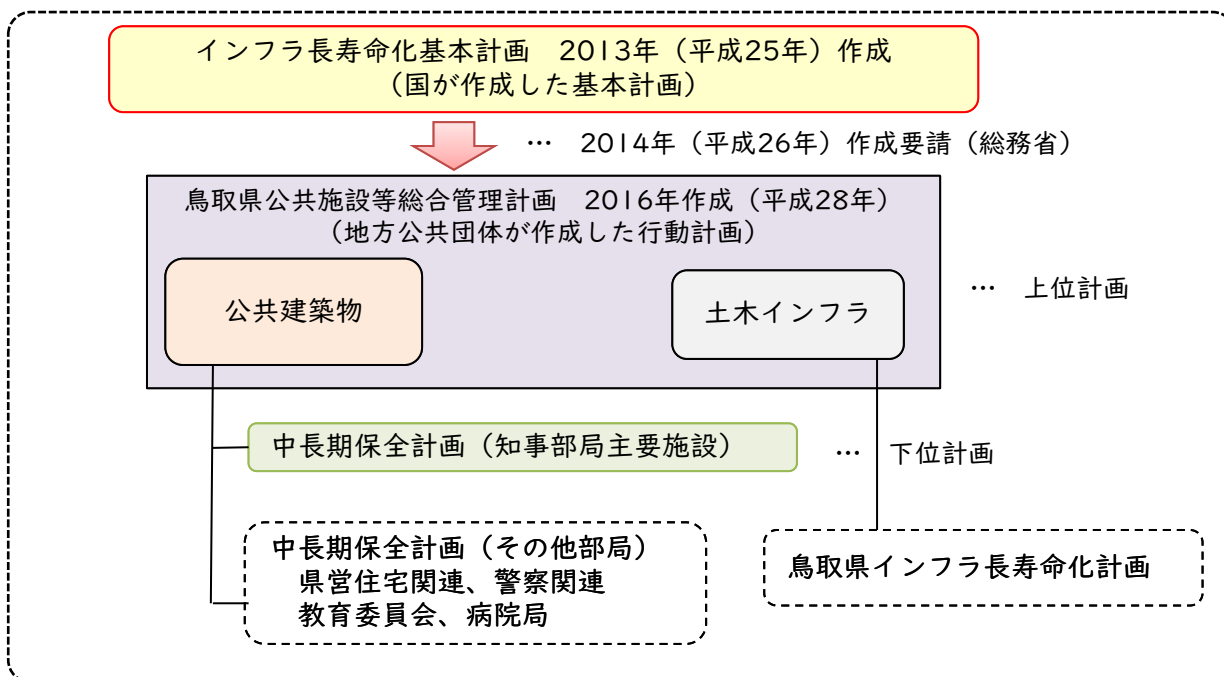 インフラ長寿命化基本計画　2013年（平成25年）作成
（国が作成した基本計画）
… 2014年（平成26年）作成要請（総務省）
鳥取県公共施設等総合管理計画　2016年作成（平成28年）
（地方公共団体が作成した行動計画）
公共建築物
土木インフラ
… 上位計画
中長期保全計画（知事部局主要施設）
… 下位計画
中長期保全計画（その他部局）
県営住宅関連、警察関連
教育委員会、病院局
鳥取県インフラ長寿命化計画